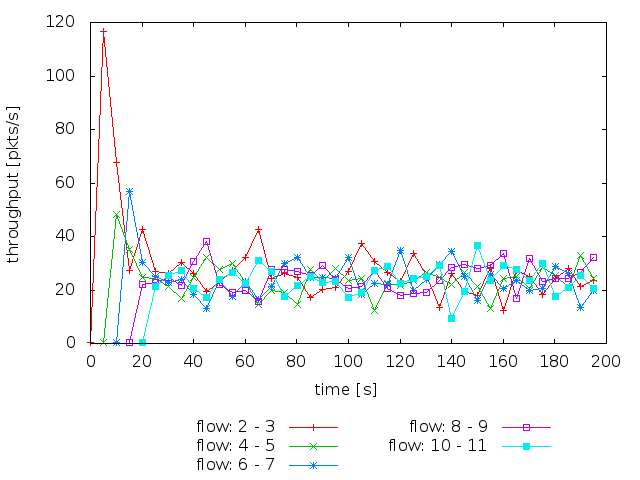 120
100
80
60
40
20
0
throughput [pkts/s]
0 20 40 60 80 100 120 140 160 180 200
time [s]
flow: 2 - 3
flow: 4 - 5
flow: 6 - 7
flow: 8 - 9
flow: 10 - 11